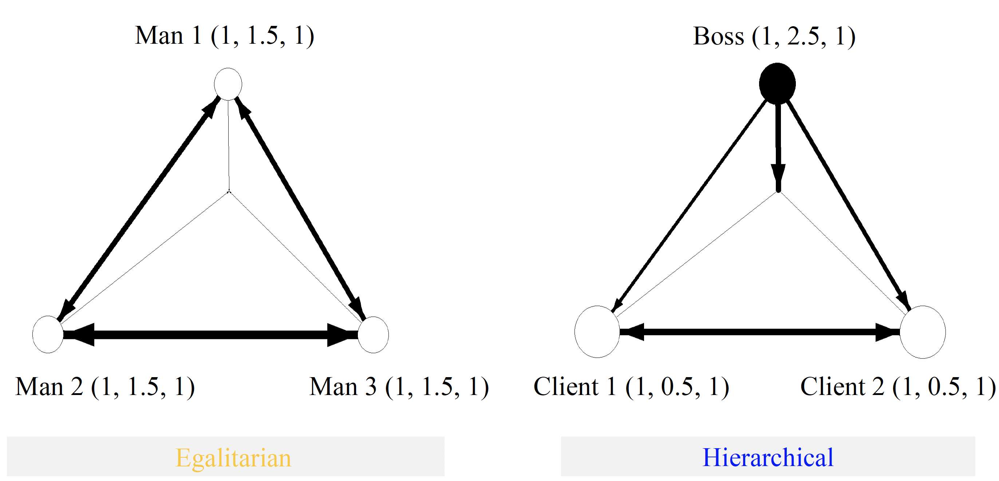 Man 1 (1, 1.5, 1)
Man 2 (1, 1.5, 1)
Man 3 (1, 1.5, 1)
Egalitarian
Boss (1, 2.5, 1)
Client 1 (1, 0.5, 1)
Client 2 (1, 0.5, 1)
Hierarchical